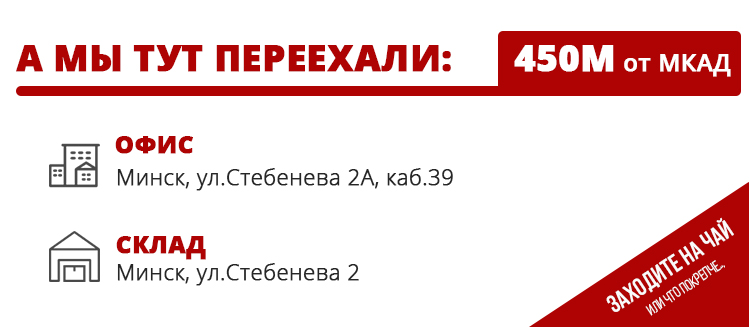 А МЫ ТУТ ПЕРЕЕХАЛИ:
450М от МКАД
ОФИС
Минск, ул.Стебенева 2А, каб.39
СКЛАД
Минск, ул.Стебенева 2
ЗАХОДИТЕ НА ЧАЙ
ИЛИ ЧТО ПОКРЕПЧЕ..